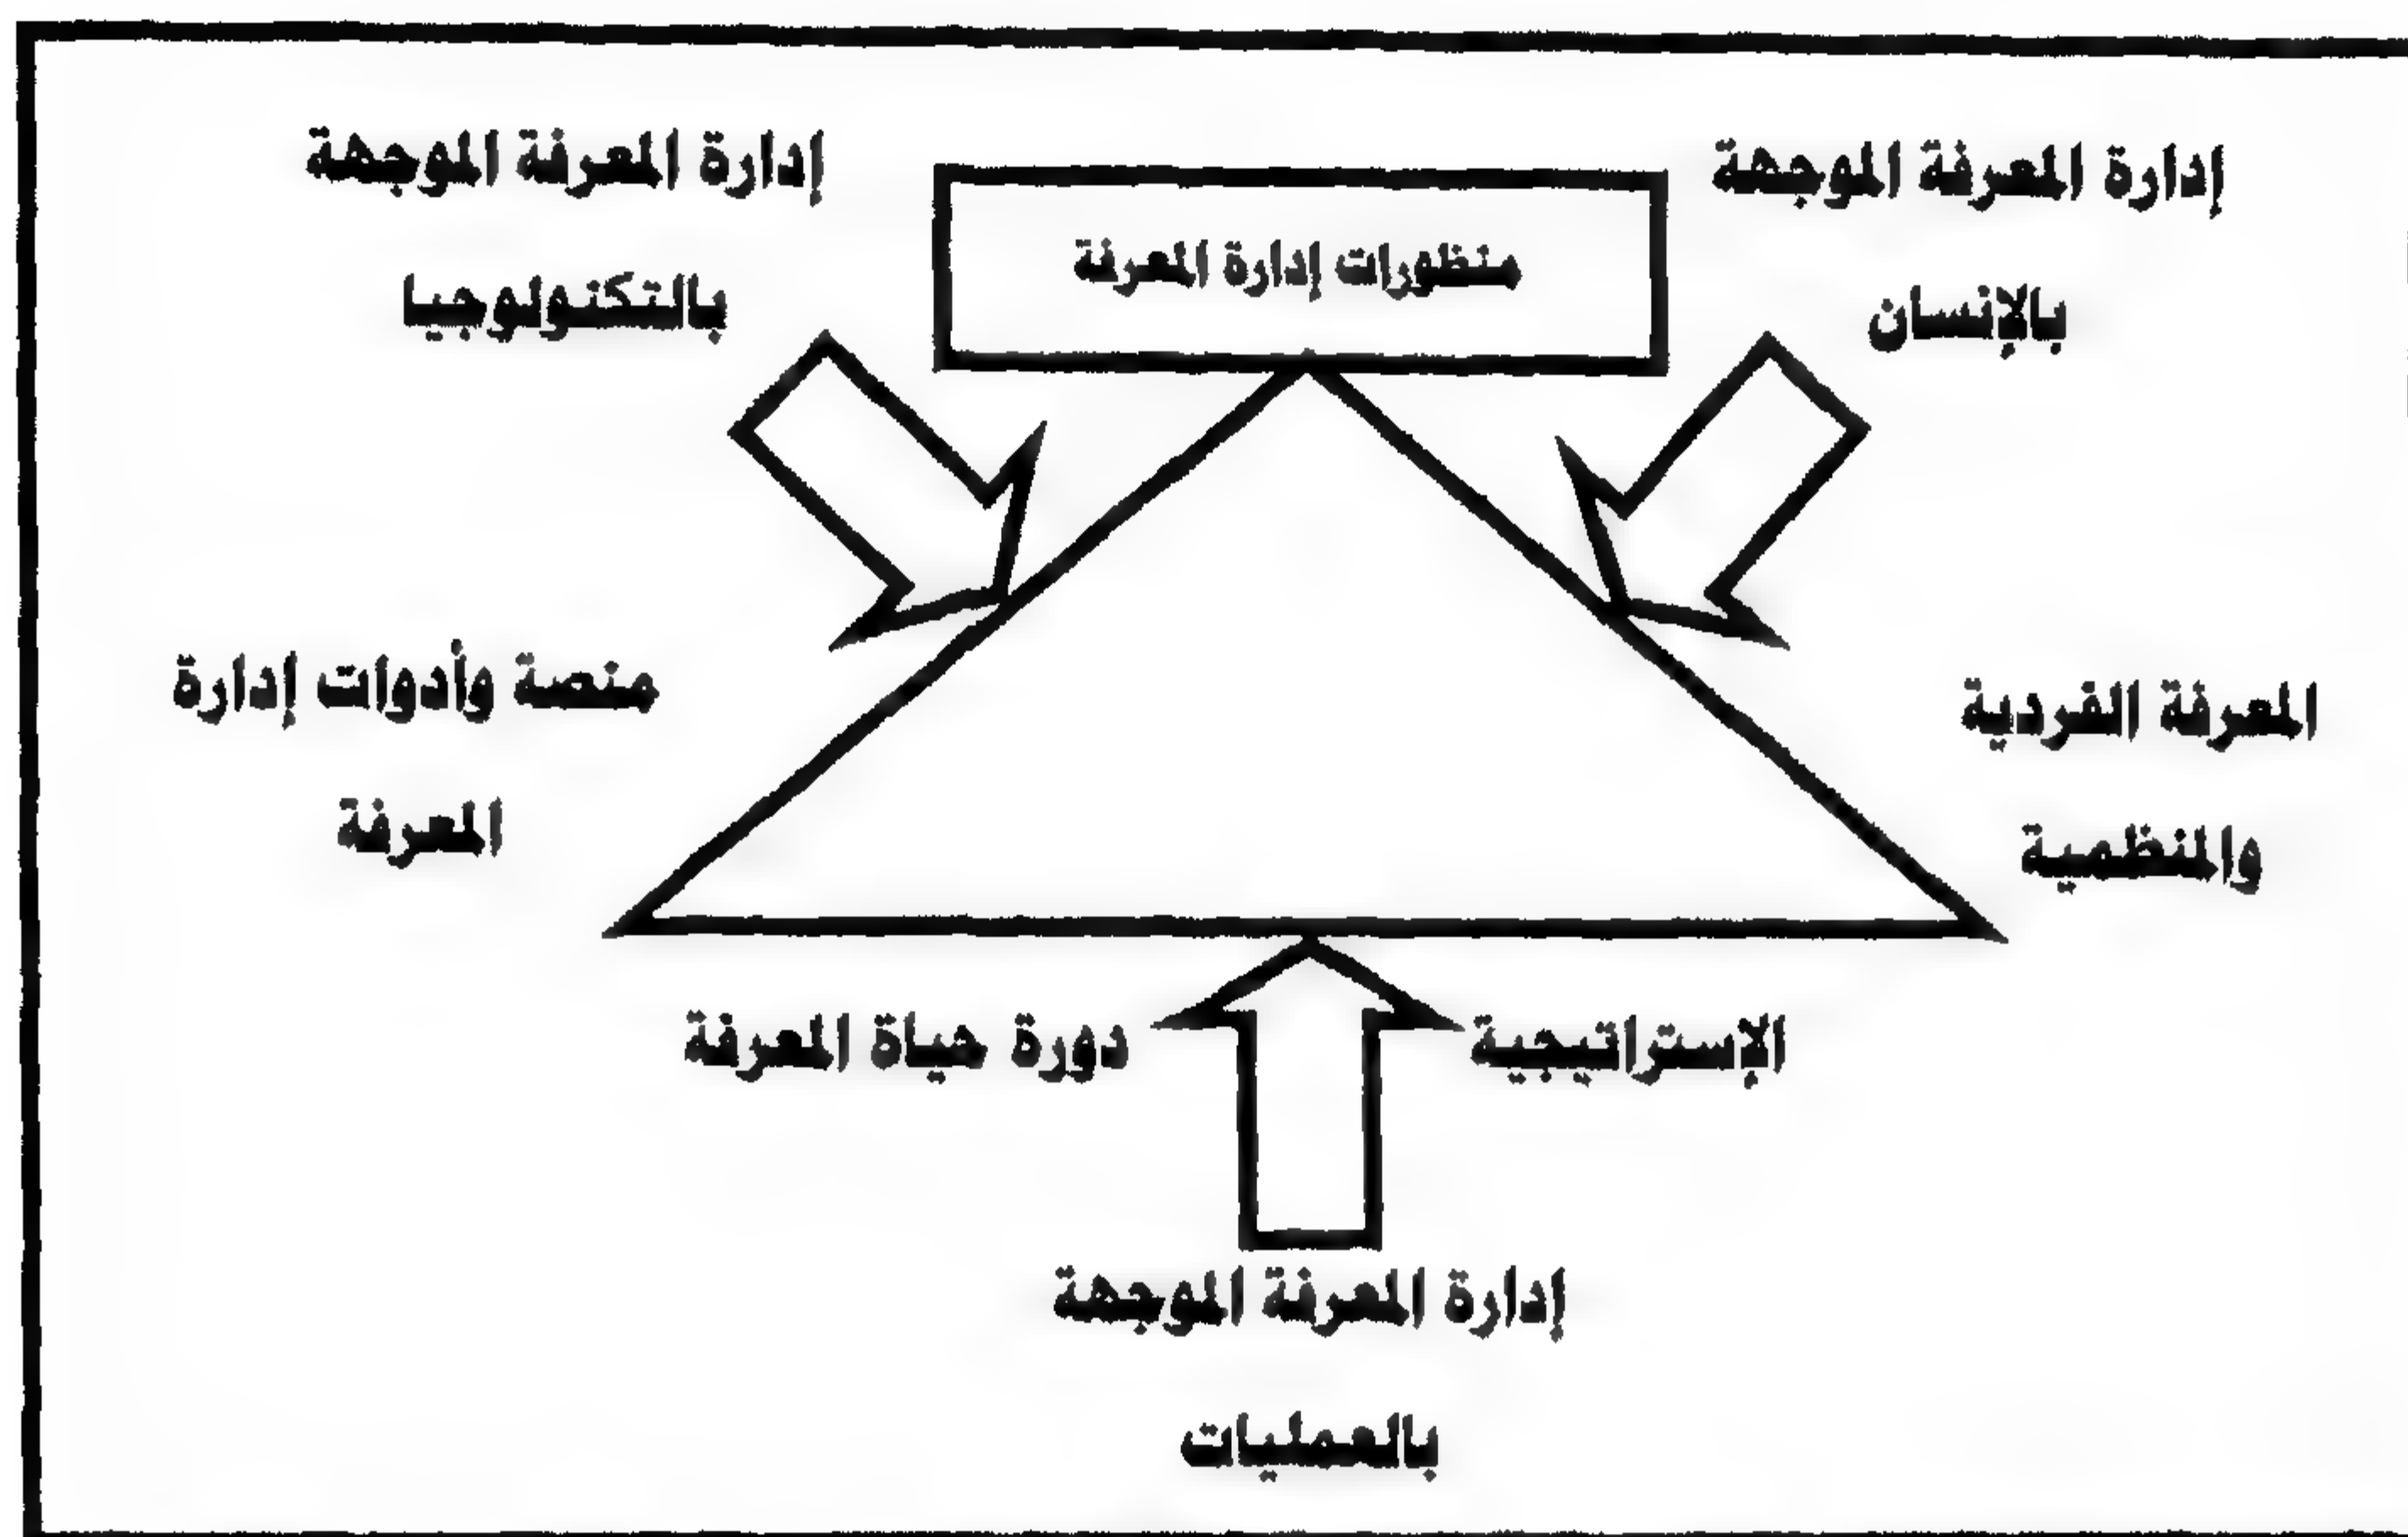 إدارة المعرفة الموجهة
بالإنسان
منظورات إدارة المعرفة
إدارة المعرفة الموجهة
بالتكنولوجيا
المعرفة الفردية
والمنظمية
منصة وأدوات إدارة
المعرفة
الإستراتيجية
دورة حياة المعرفة
إدارة المعرفة الموجهة
بالعمليات